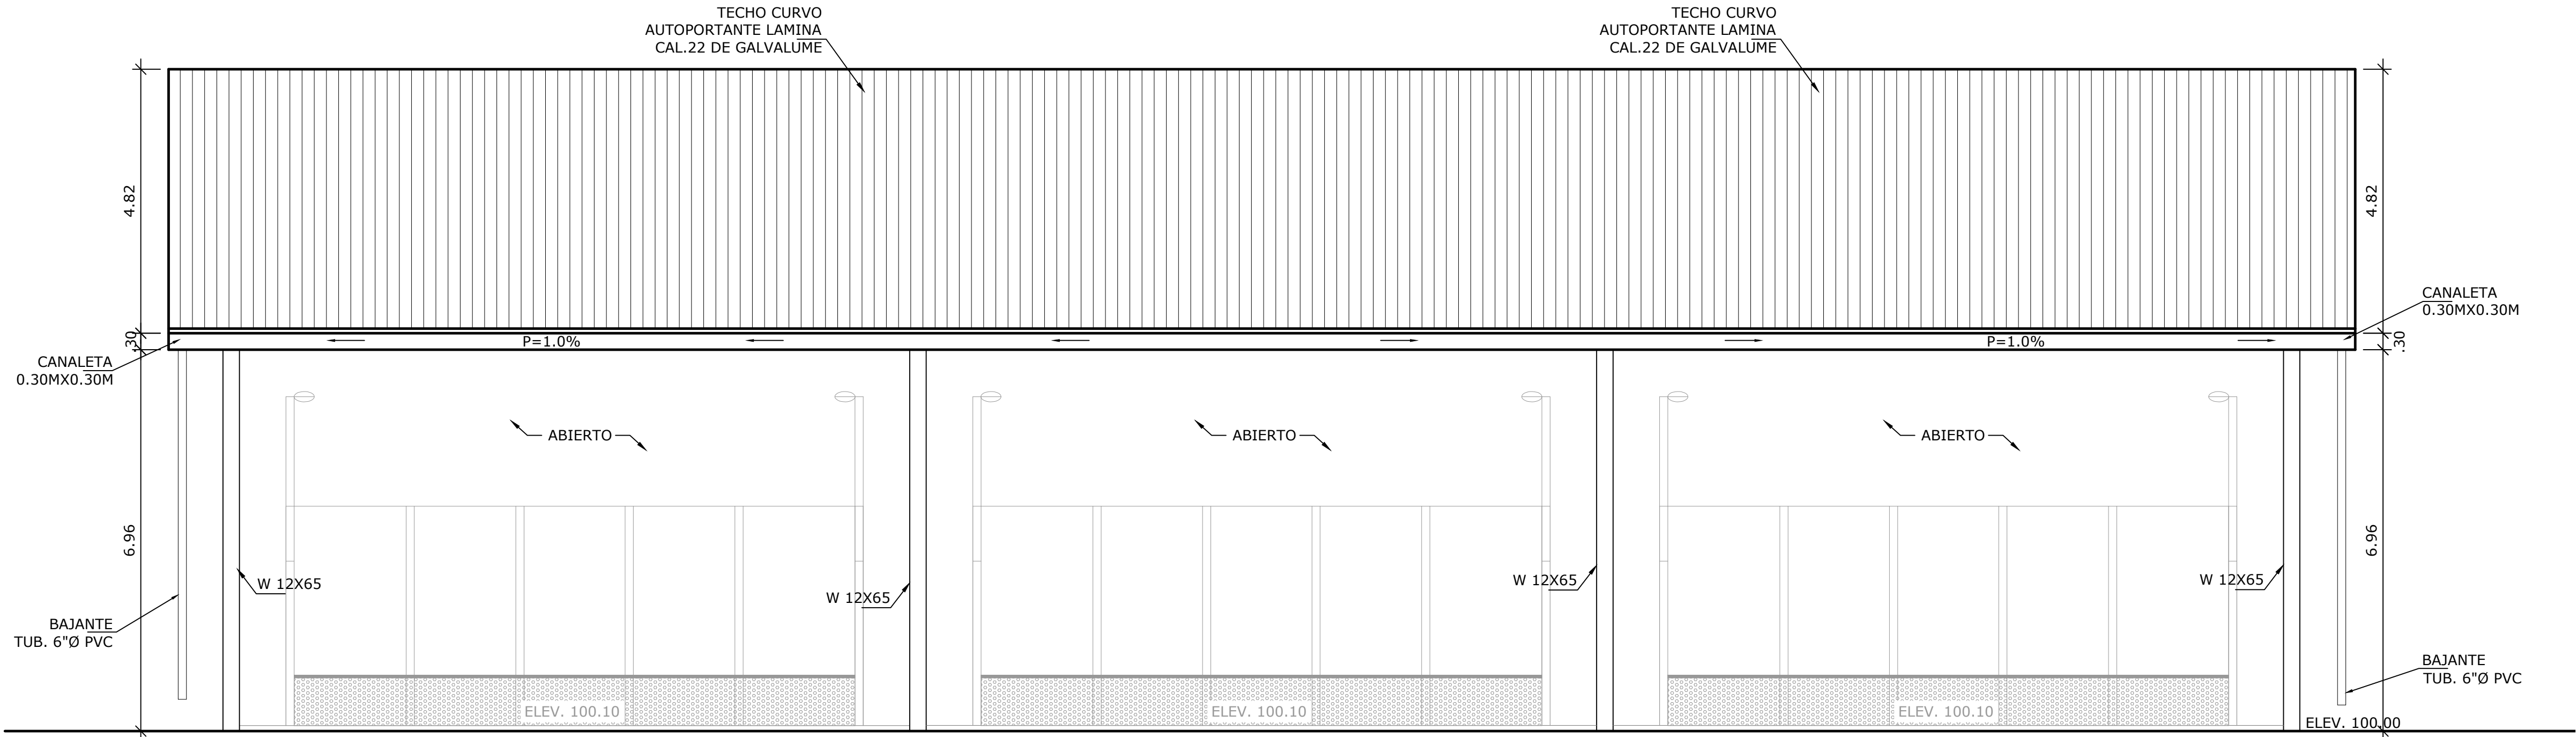 TECHO CURVO
AUTOPORTANTE LAMINA
CAL.22 DE GALVALUME
TECHO CURVO
AUTOPORTANTE LAMINA
CAL.22 DE GALVALUME
4.82
4.82
CANALETA
0.30MX0.30M
.30
P=1.0%
P=1.0%
.30
CANALETA
0.30MX0.30M
ABIERTO
ABIERTO
ABIERTO
6.96
6.96
W 12X65
W 12X65
W 12X65
W 12X65
BAJANTE
TUB. 6"Ø PVC
BAJANTE
TUB. 6"Ø PVC
ELEV. 100.10
ELEV. 100.10
ELEV. 100.10
ELEV. 100.00